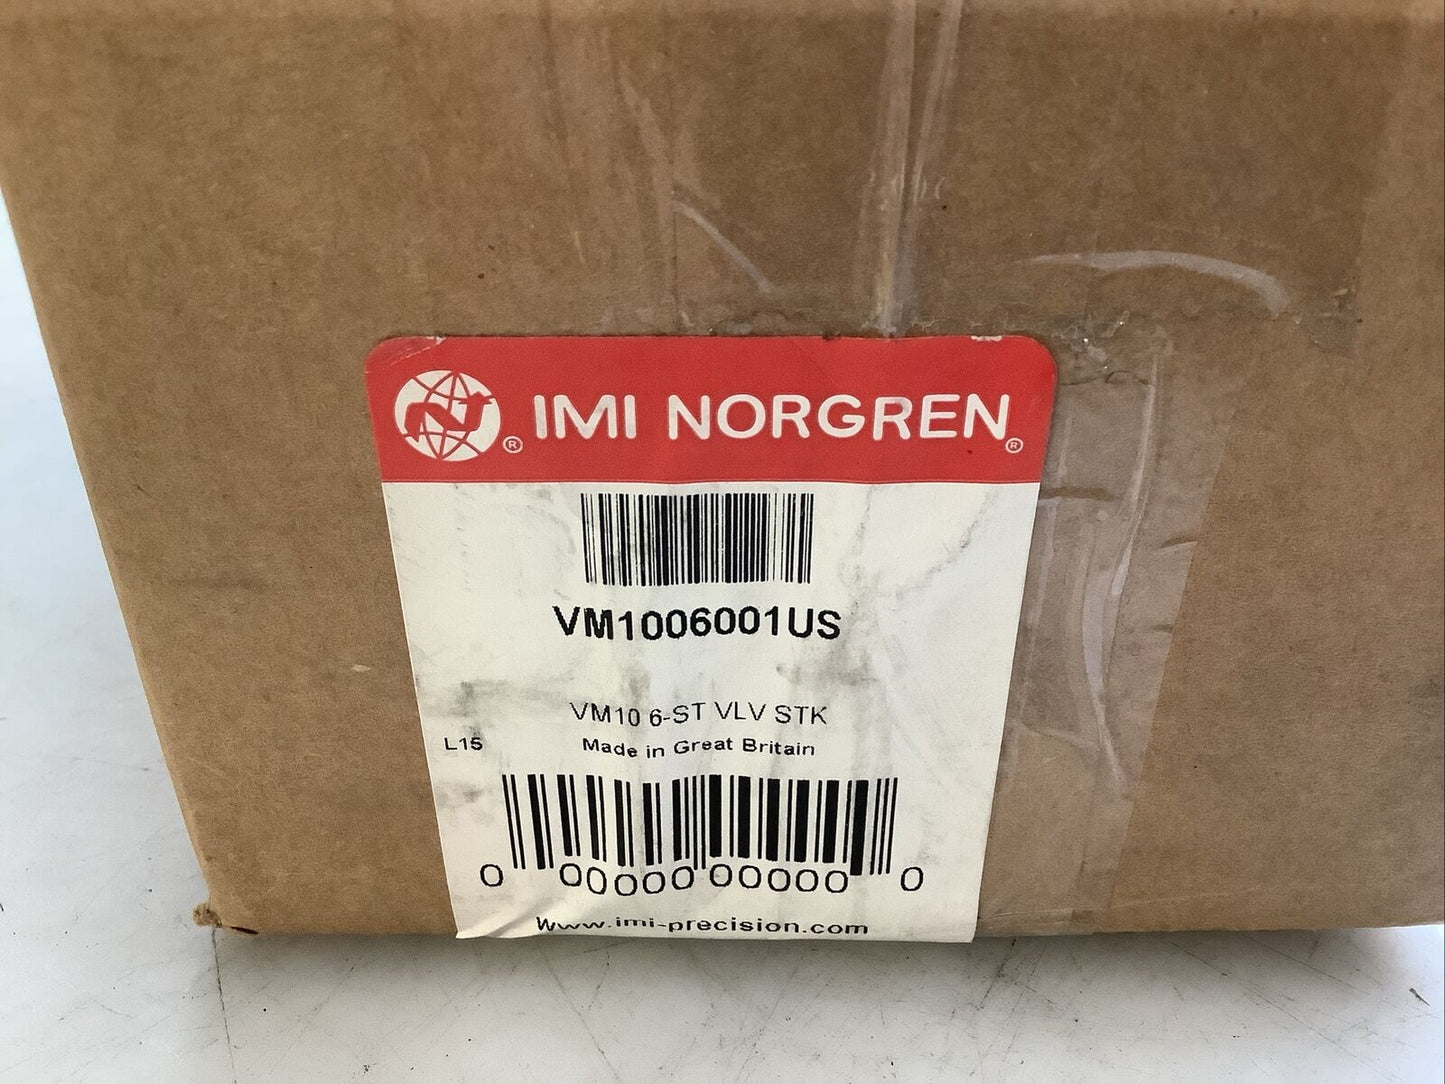 ® IMI NORGREN®
VM1006001US
VM10 6-ST VLV STK
L15 Made in Great Britain
0 00000 00000 0
www.imi-precision.com